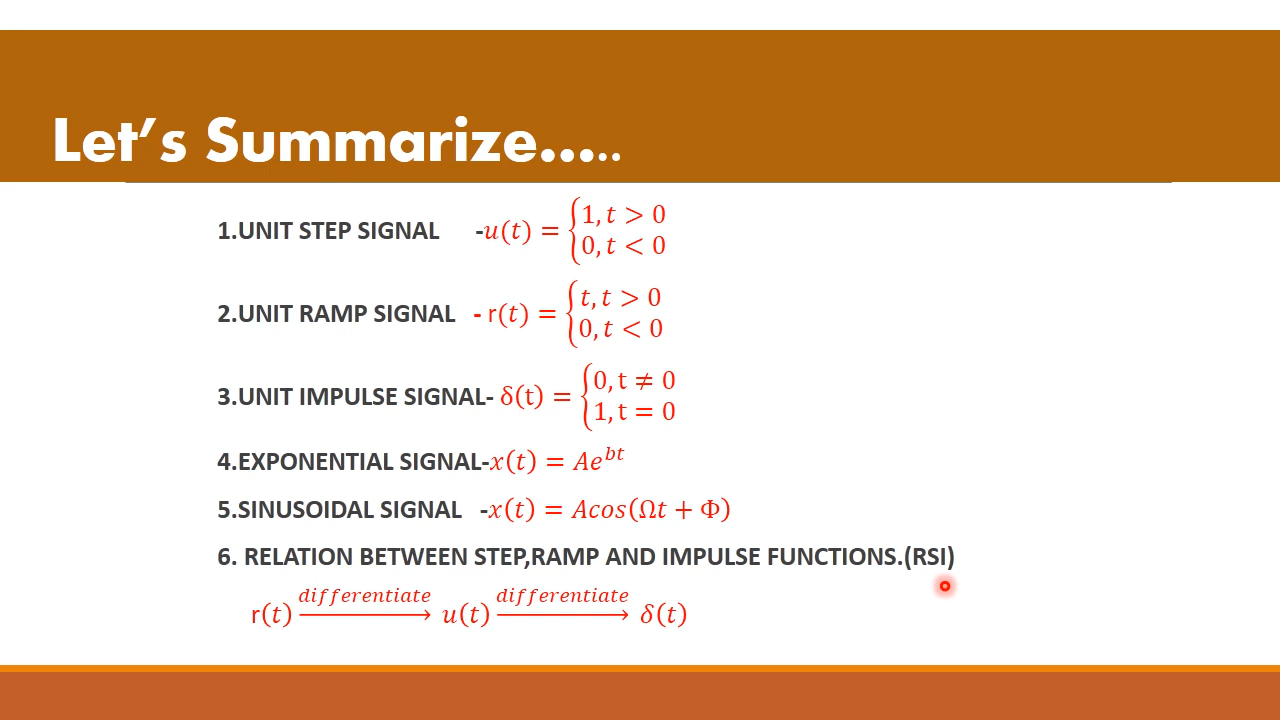 Let's Summarize.....
1.UNIT STEP SIGNAL -u(t) = {1, t > 0
0, t < 0
2.UNIT RAMP SIGNAL - r(t) = {t, t > 0
0, t < 0
3.UNIT IMPULSE SIGNAL- δ(t) = {0, t ≠ 0
1, t = 0
4.EXPONENTIAL SIGNAL-x(t) = Ae^{bt}
5.SINUSOIDAL SIGNAL -x(t) = Acos(Ωt + Φ)
6. RELATION BETWEEN STEP,RAMP AND IMPULSE FUNCTIONS.(RSI)
r(t) differentiate→ u(t) differentiate→ δ(t)